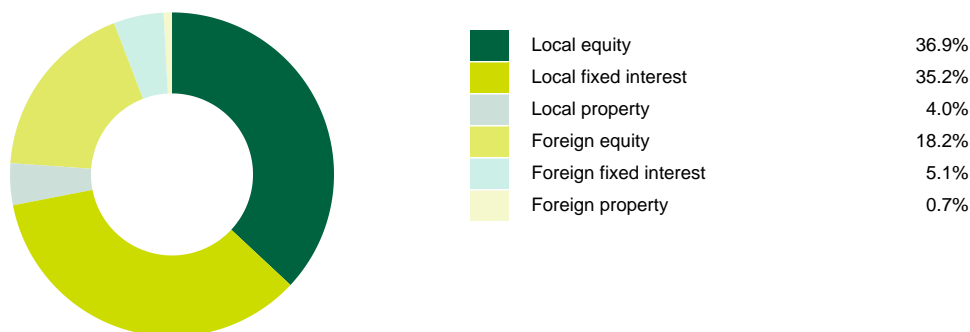 Local equity 36.9%
Local fixed interest 35.2%
Local property 4.0%
Foreign equity 18.2%
Foreign fixed interest 5.1%
Foreign property 0.7%